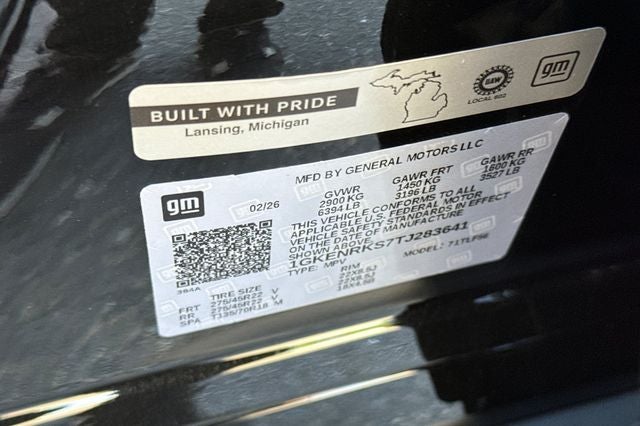 BUILT WITH PRIDE
Lansing, Michigan
UAW
LOCAL 602
gm
MFD BY GENERAL MOTORS LLC
gm
02/26
GVWR GAWR FRT GAWR RR
2900 KG 1450 KG 1600 KG
6394 LB 3196 LB 3527 LB
THIS VEHICLE CONFORMS TO ALL
APPLICABLE U.S. FEDERAL MOTOR
VEHICLE SAFETY STANDARDS IN EFFECT
ON THE DATE OF MANUFACTURE
SHOWN ABOVE.
1GKENRKS7TJ283641
TYPE: MPV MODEL: 71TLF56
394A
TIRE SIZE RIM
FRT 275/45R22 V 22X8.5J
RR 275/45R22 V 22X8.5J
SPA T135/70R18 M 18X4.5B